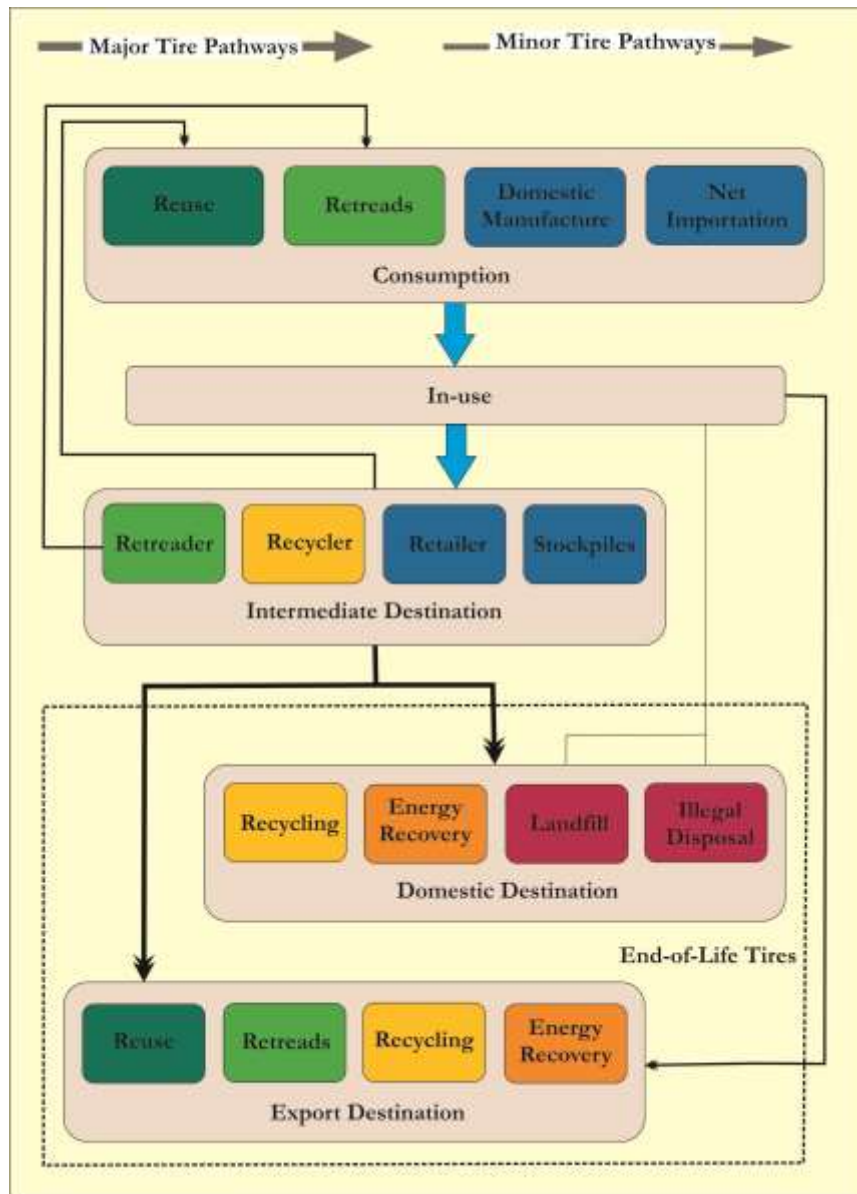 Major Tire Pathways
Minor Tire Pathways
Reuse
Retreads
Domestic
Manufacture
Net
Importation
Consumption
In-use
Retreader
Recycler
Retailer
Stockpiles
Intermediate Destination
Recycling
Energy
Recovery
Landfill
Illegal
Disposal
Domestic Destination
End-of-Life Tires
Reuse
Retreads
Recycling
Energy
Recovery
Export Destination